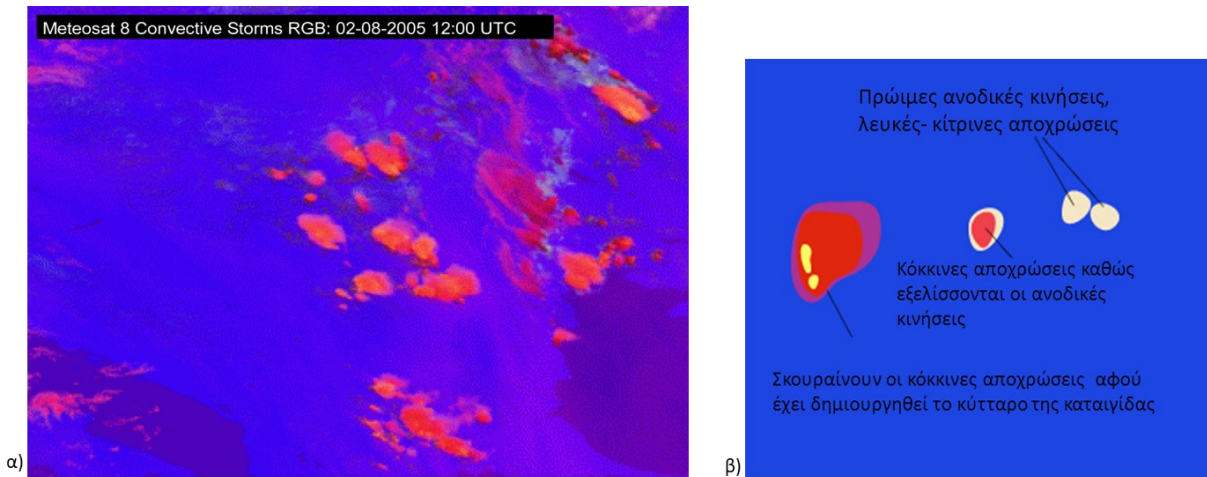 Meteosat 8 Convective Storms RGB: 02-08-2005 12:00 UTC
α)
Πρώιμες ανοδικές κινήσεις,
λευκές- κίτρινες αποχρώσεις
Κόκκινες αποχρώσεις καθώς
εξελίσσονται οι ανοδικές
κινήσεις
Σκουραίνουν οι κόκκινες αποχρώσεις αφού
έχει δημιουργηθεί το κύτταρο της καταιγίδας
β)